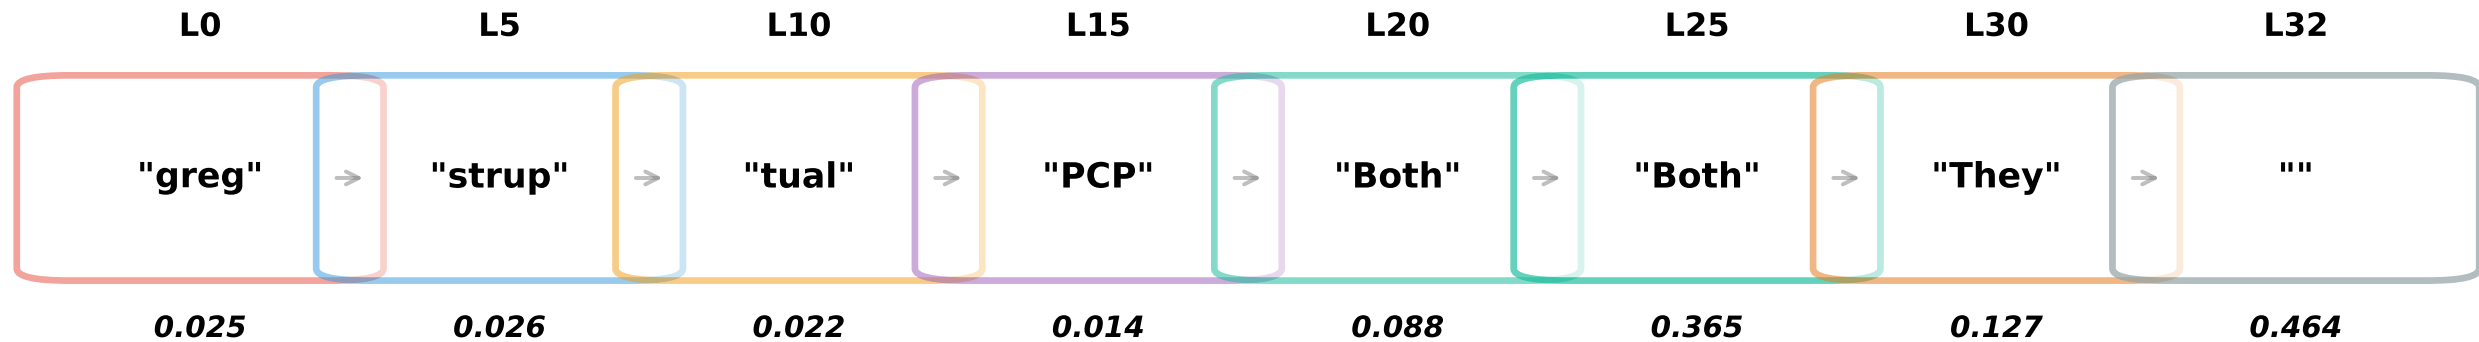 L0 L5 L10 L15 L20 L25 L30 L32
"greg" "strup" "tual" "PCP" "Both" "Both" "They" ""
0.025 0.026 0.022 0.014 0.088 0.365 0.127 0.464